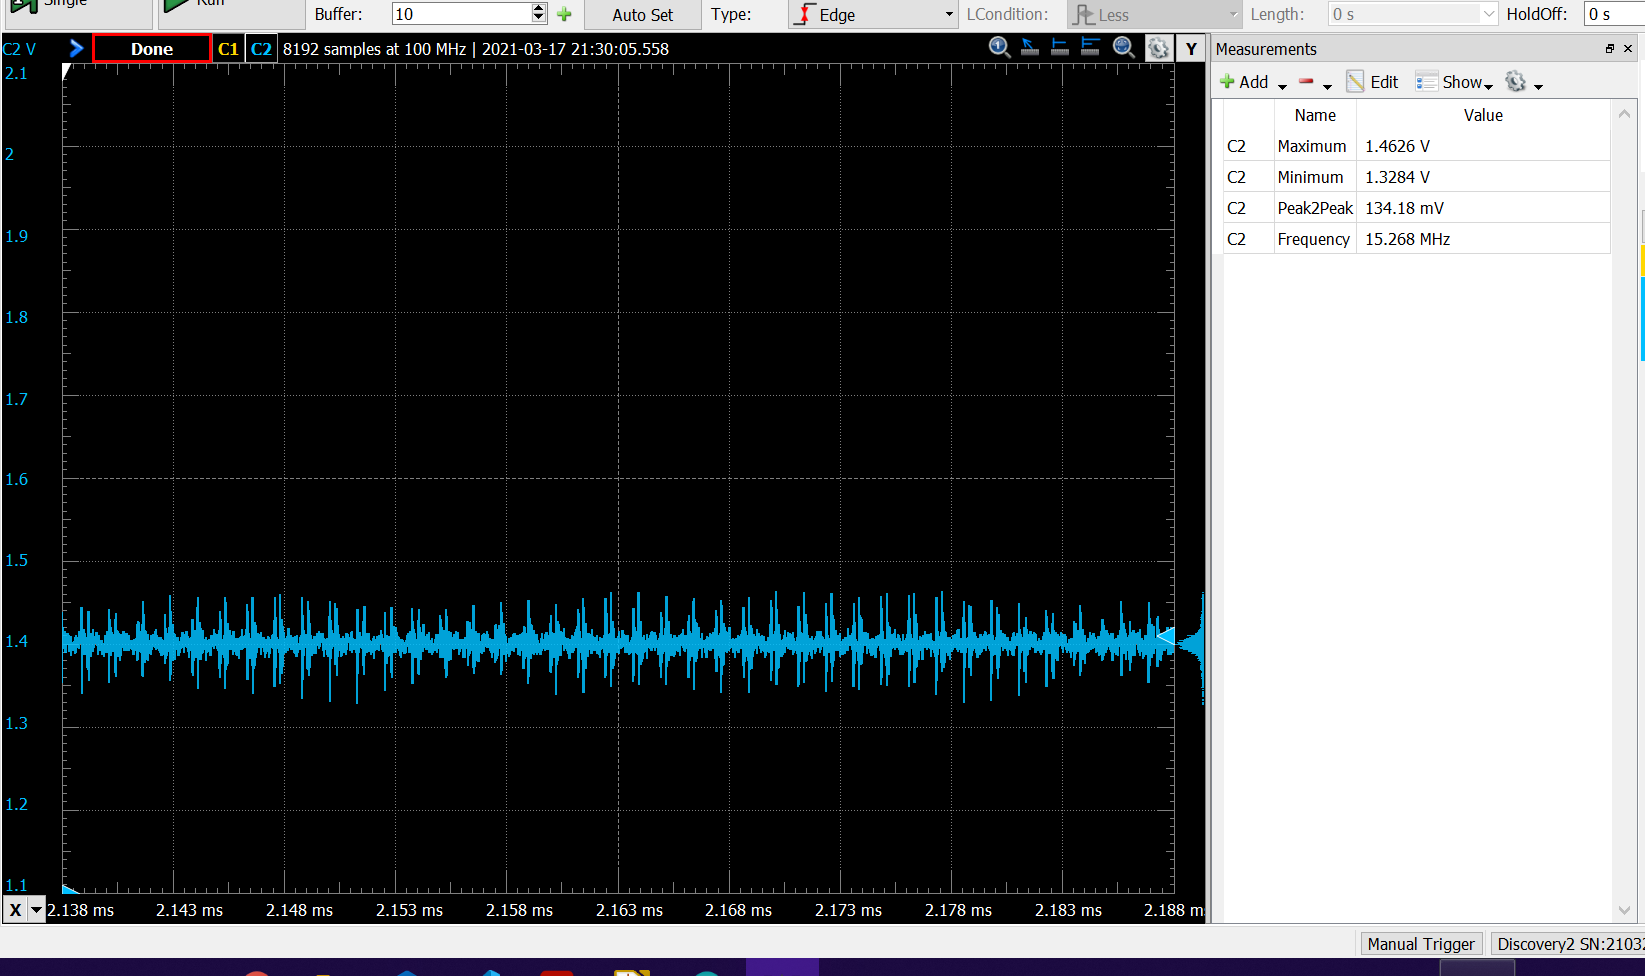 Single
Run
Buffer: 10 Auto Set Type: Edge LCondition: Less Length: 0 s HoldOff: 0 s
C2 V Done C1 C2 8192 samples at 100 MHz | 2021-03-17 21:30:05.558 Y
2.1
2
1.9
1.8
1.7
1.6
1.5
1.4
1.3
1.2
1.1
X 2.138 ms 2.143 ms 2.148 ms 2.153 ms 2.158 ms 2.163 ms 2.168 ms 2.173 ms 2.178 ms 2.183 ms 2.188 m
Measurements
Add Edit Show
Name Value
C2 Maximum 1.4626 V
C2 Minimum 1.3284 V
C2 Peak2Peak 134.18 mV
C2 Frequency 15.268 MHz
Manual Trigger Discovery2 SN:21032